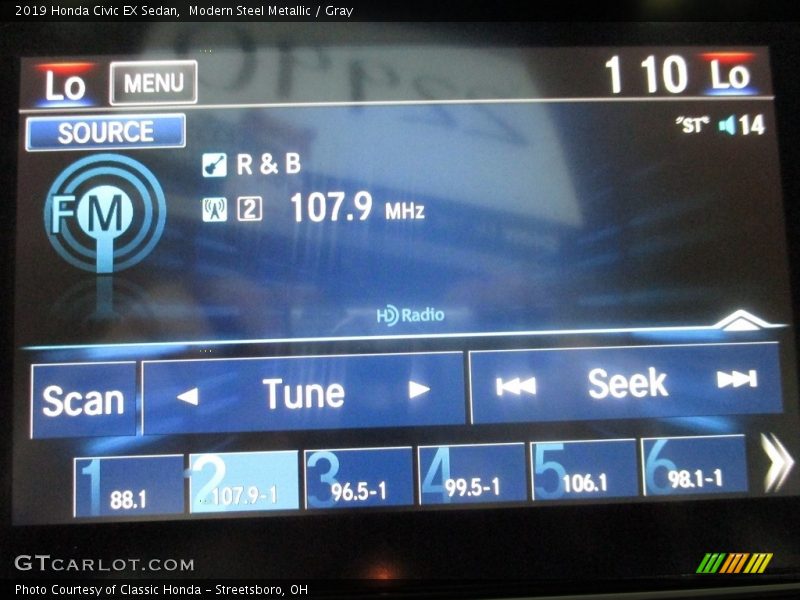 2019 Honda Civic EX Sedan,  Modern Steel Metallic / Gray
Lo MENU 1 10 Lo
SOURCE "ST" 14
FM R & B
2 107.9 MHz
HD Radio
Scan Tune Seek
1 88.1 2 107.9-1 3 96.5-1 4 99.5-1 5 106.1 6 98.1-1
GTCARLOT.COM
Photo Courtesy of Classic Honda - Streetsboro, OH